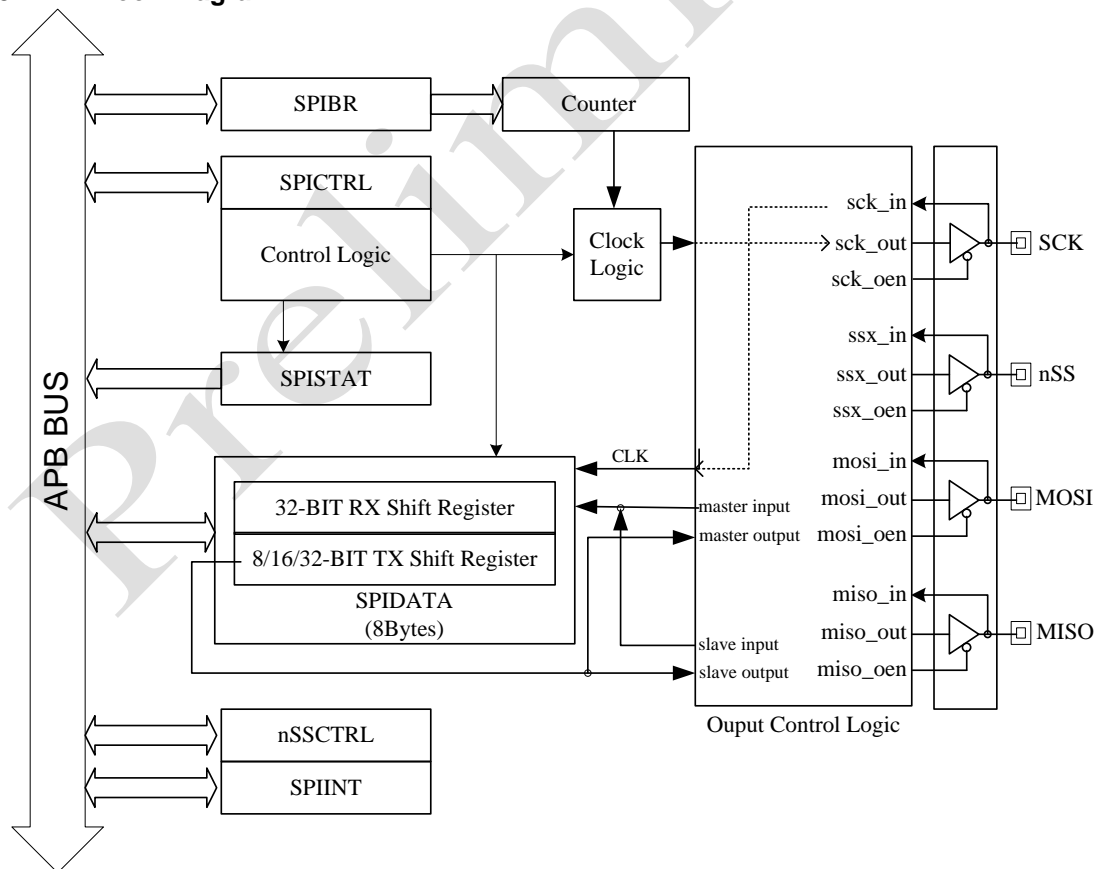 SPIBR
Counter
SPICTRL
Control Logic
Clock
Logic
SPISTAT
APB BUS
CLK
32-BIT RX Shift Register
8/16/32-BIT TX Shift Register
SPIDATA
(8Bytes)
master input
master output
slave input
slave output
sck_in
sck_out
sck_oen
SCK
ssx_in
ssx_out
ssx_oen
nSS
mosi_in
mosi_out
mosi_oen
MOSI
miso_in
miso_out
miso_oen
MISO
Ouput Control Logic
nSSCTRL
SPIINT
Prelim